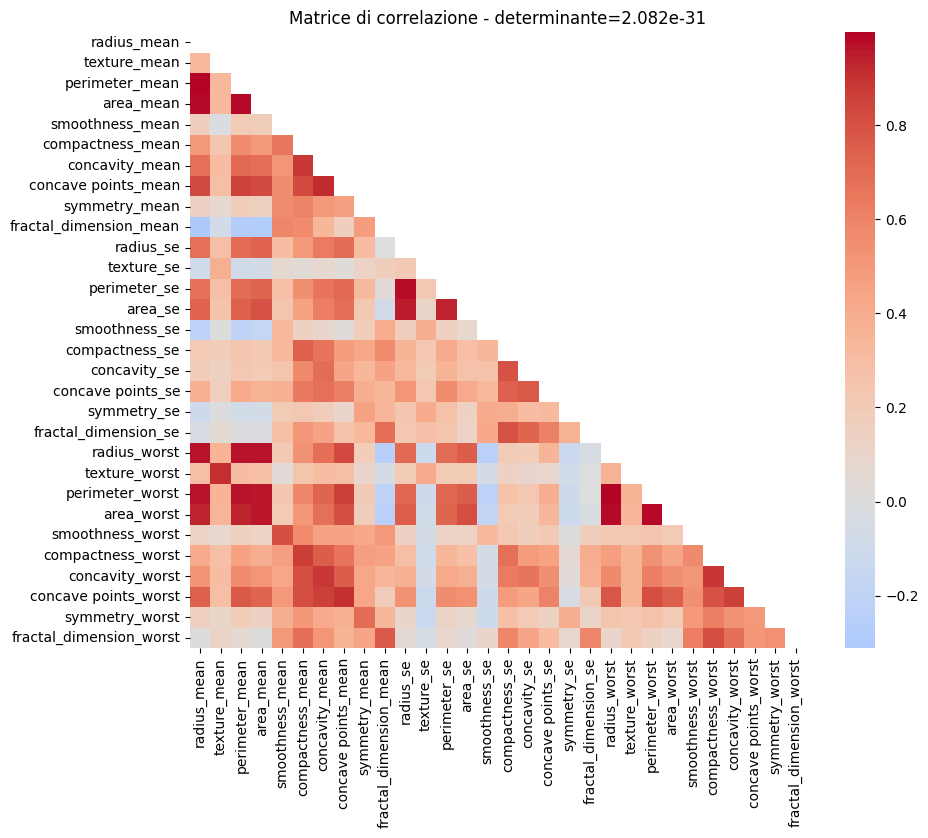 Matrice di correlazione - determinante=2.082e-31
radius_mean
texture_mean
perimeter_mean
area_mean
smoothness_mean
compactness_mean
concavity_mean
concave points_mean
symmetry_mean
fractal_dimension_mean
radius_se
texture_se
perimeter_se
area_se
smoothness_se
compactness_se
concavity_se
concave points_se
symmetry_se
fractal_dimension_se
radius_worst
texture_worst
perimeter_worst
area_worst
smoothness_worst
compactness_worst
concavity_worst
concave points_worst
symmetry_worst
fractal_dimension_worst
radius_mean
texture_mean
perimeter_mean
area_mean
smoothness_mean
compactness_mean
concavity_mean
concave points_mean
symmetry_mean
fractal_dimension_mean
radius_se
texture_se
perimeter_se
area_se
smoothness_se
compactness_se
concavity_se
concave points_se
symmetry_se
fractal_dimension_se
radius_worst
texture_worst
perimeter_worst
area_worst
smoothness_worst
compactness_worst
concavity_worst
concave points_worst
symmetry_worst
fractal_dimension_worst
0.8
0.6
0.4
0.2
0.0
−0.2